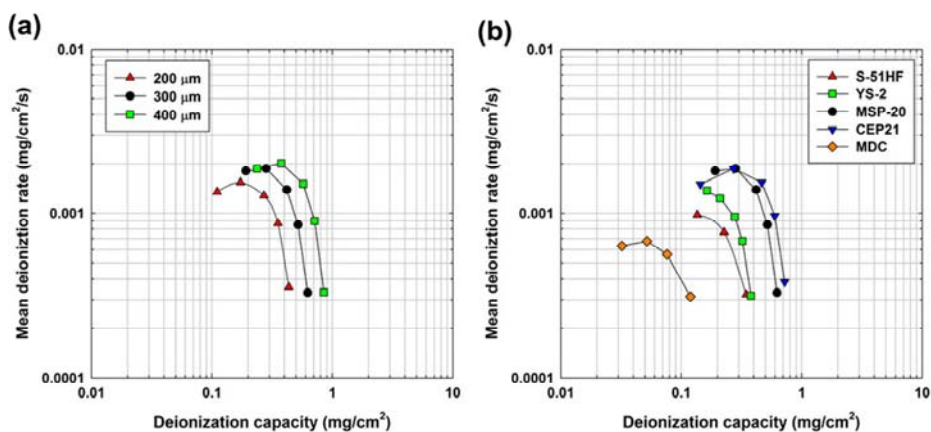 (a)
0.01
0.001
0.0001
Mean deionization rate (mg/cm²/s)
200 μm
300 μm
400 μm
0.01
0.1
1
10
Deionization capacity (mg/cm²)
(b)
0.01
0.001
0.0001
Mean deionization rate (mg/cm²/s)
S-51HF
YS-2
MSP-20
CEP21
MDC
0.01
0.1
1
10
Deionization capacity (mg/cm²)